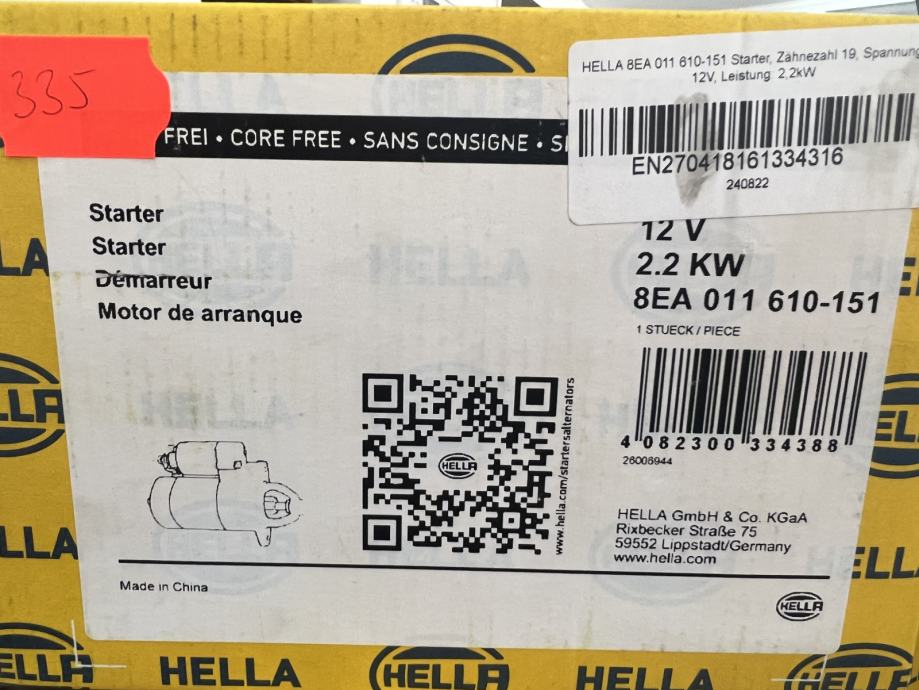 335
HELLA 8EA 011 610-151 Starter, Zähnezahl 19, Spannung
12V, Leistung: 2,2kW
EN270418161334316
240822
FREI • CORE FREE • SANS CONSIGNE • SI
Starter
Starter
Démarreur
Motor de arranque
12 V
2.2 KW
8EA 011 610-151
1 STUECK / PIECE
4 082300 334388
26006944
HELLA
www.hella.com/startersalternators
HELLA GmbH & Co. KGaA
Rixbecker Straße 75
59552 Lippstadt/Germany
www.hella.com
Made in China
HELLA
HELLA
HELLA
HELLA
HELLA